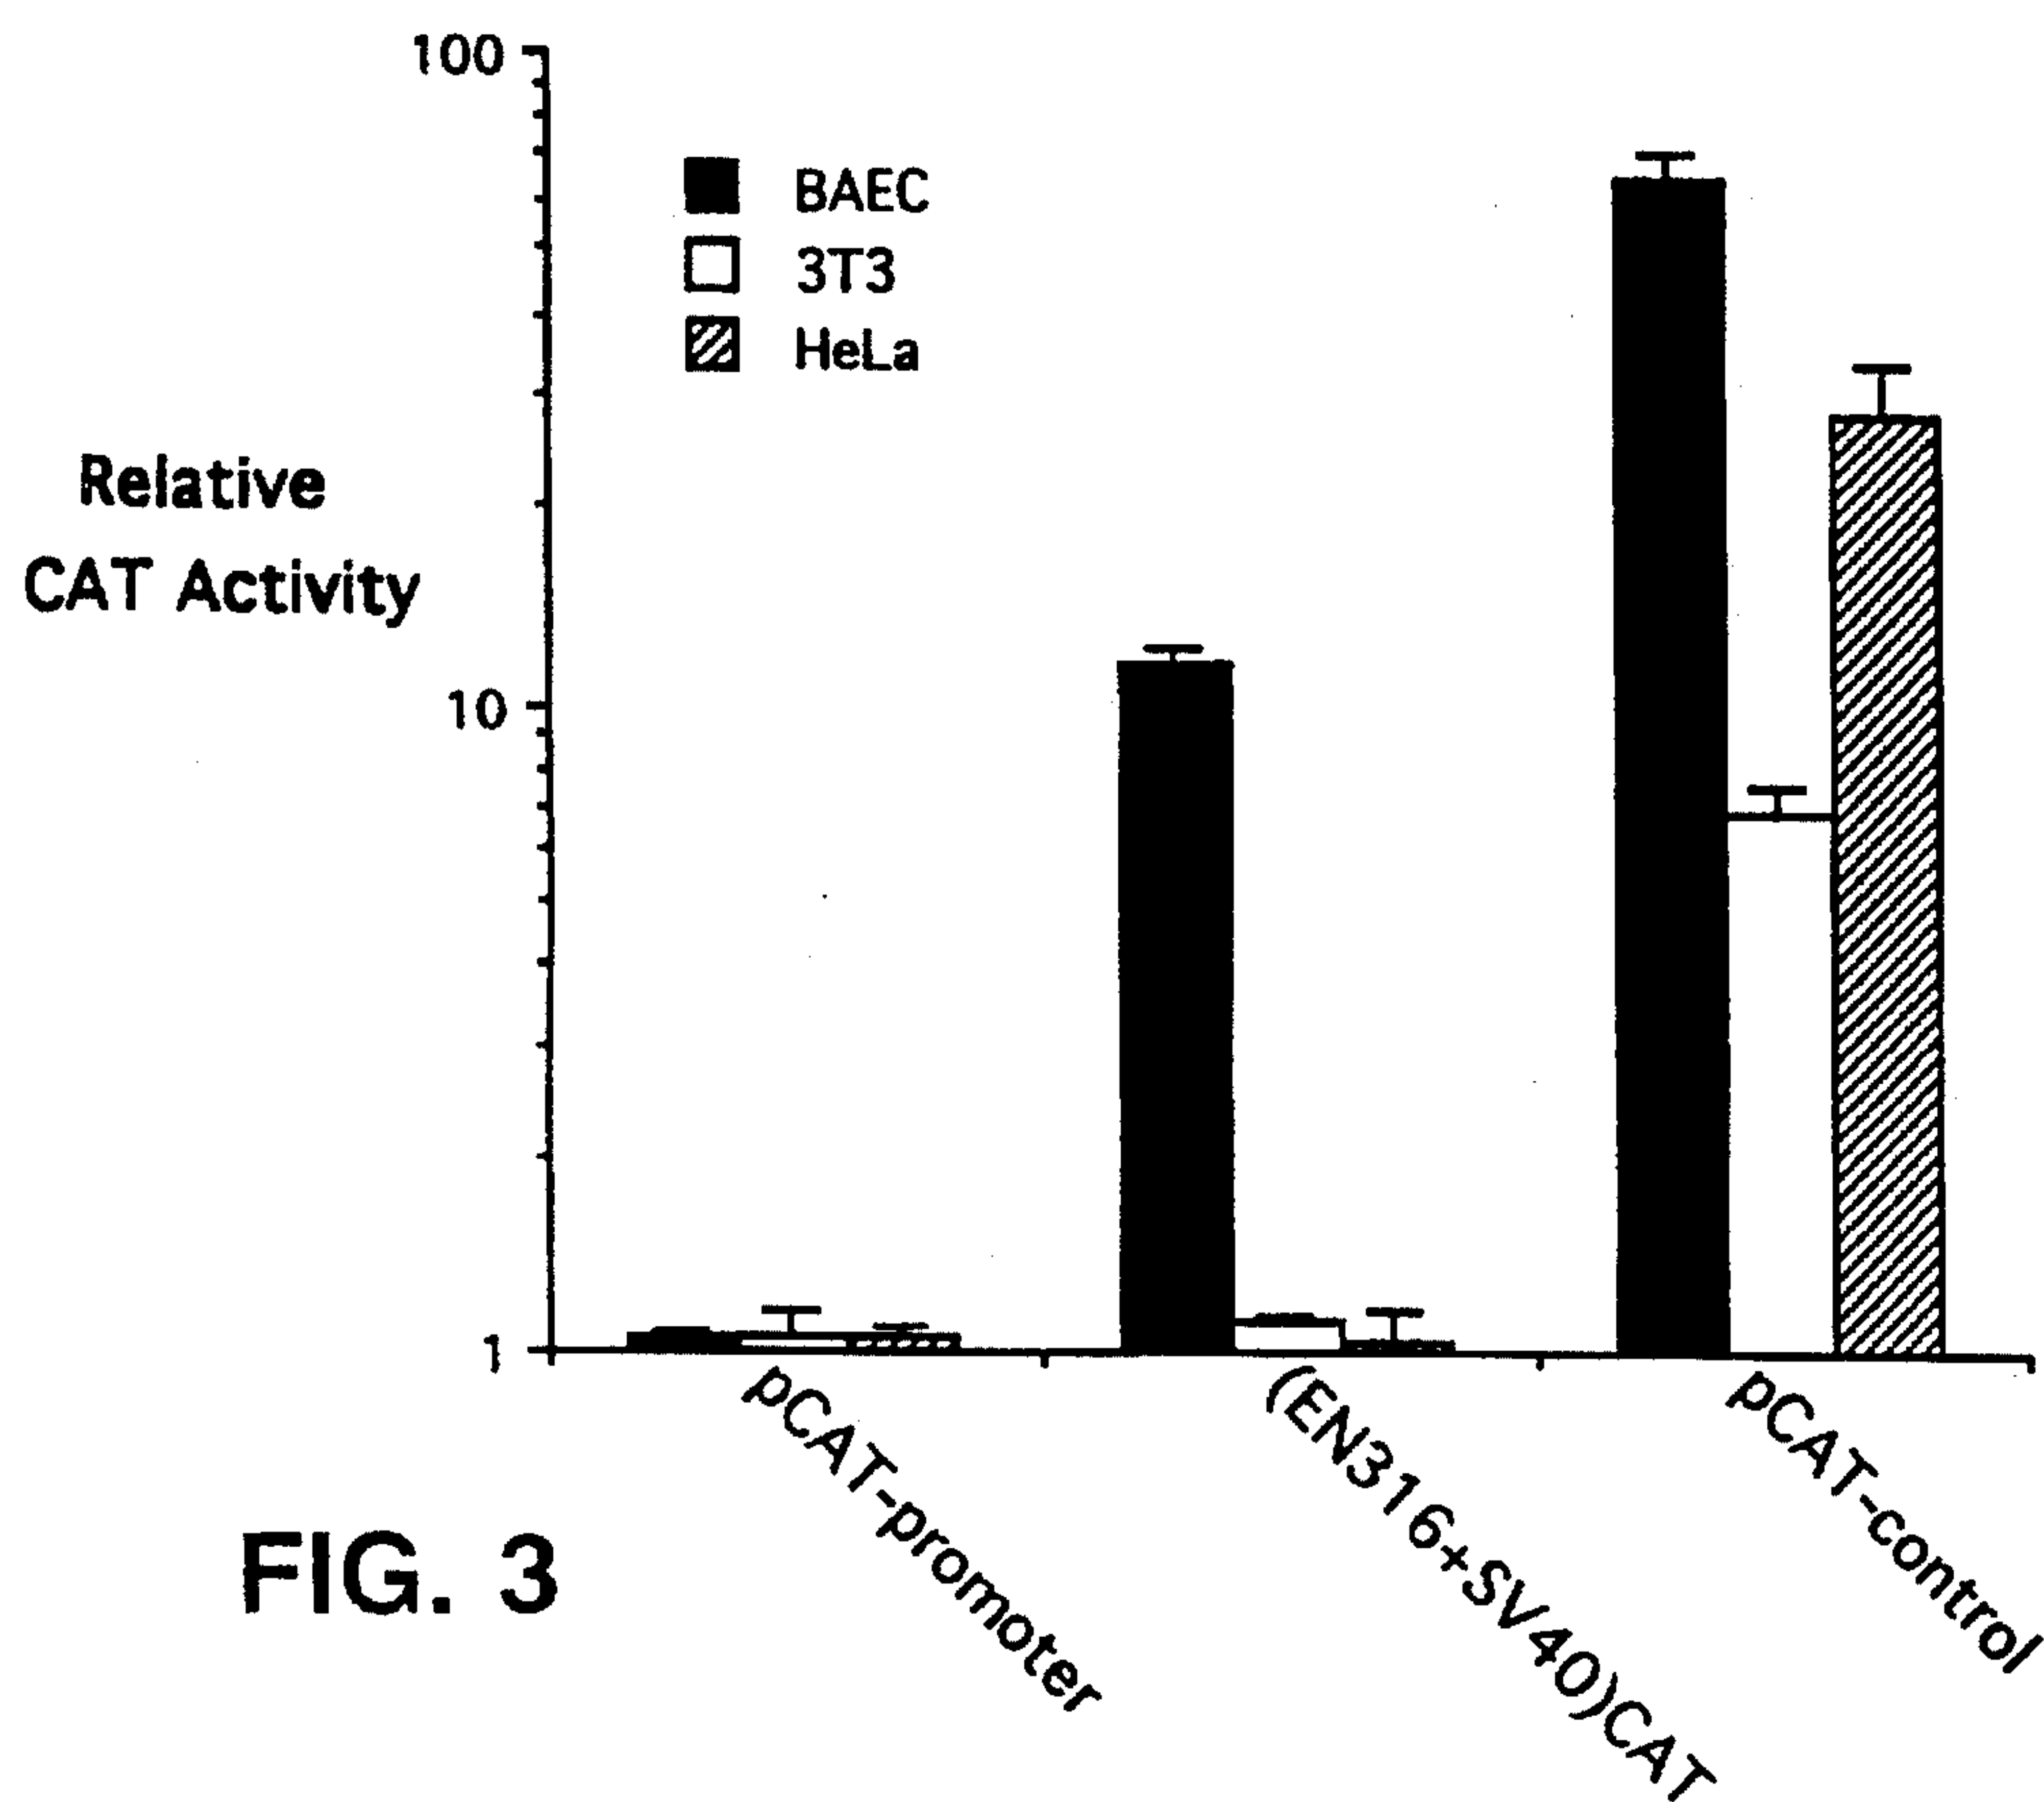 100
BAEC
3T3
HeLa
Relative
CAT Activity
10
1
pCAT-promoter
(EN316+SV40)CAT
pCAT-control
FIG. 3